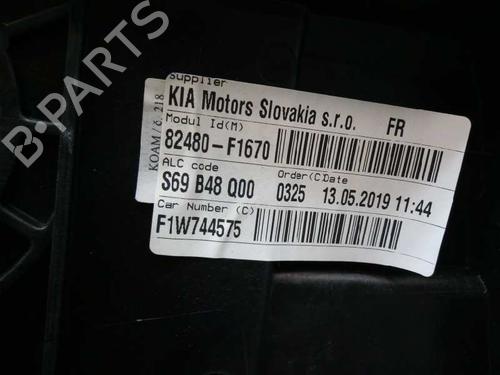 B-PARTS
KOAM / č. 218
Supplier
KIA Motors Slovakia s.r.o. FR
Modul Id(M)
82480-F1670
ALC code Order(C)Date
S69 B48 Q00 0325 13.05.2019 11:44
Car Number (C)
F1W744575